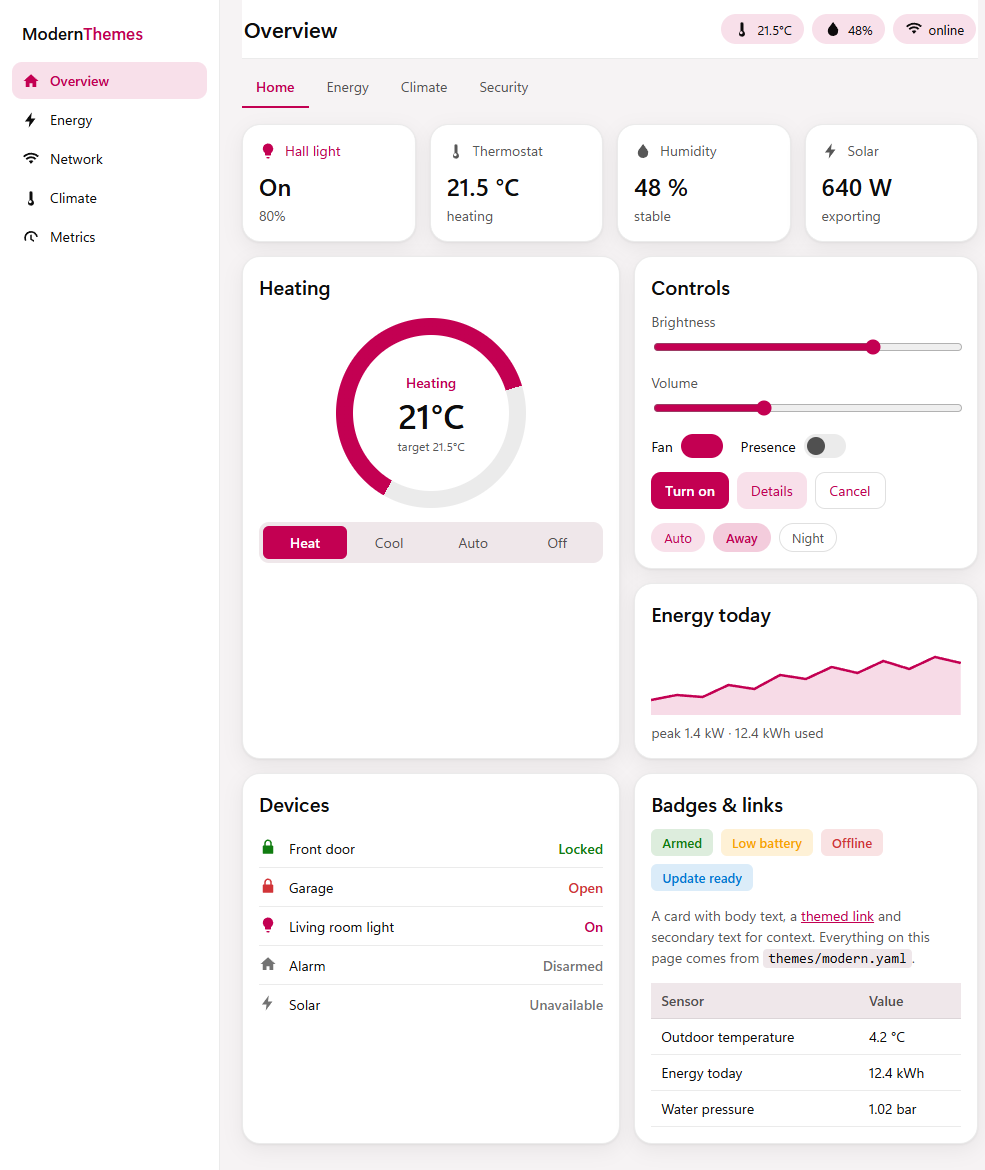 ModernThemes
Overview
Energy
Network
Climate
Metrics
Overview
21.5°C
48%
online
Home
Energy
Climate
Security
Hall light
On
80%
Thermostat
21.5 °C
heating
Humidity
48 %
stable
Solar
640 W
exporting
Heating
Heating
21°C
target 21.5°C
Heat
Cool
Auto
Off
Controls
Brightness
Volume
Fan
Presence
Turn on
Details
Cancel
Auto
Away
Night
Energy today
peak 1.4 kW · 12.4 kWh used
Devices
Front door
Locked
Garage
Open
Living room light
On
Alarm
Disarmed
Solar
Unavailable
Badges & links
Armed
Low battery
Offline
Update ready
A card with body text, a themed link and
secondary text for context. Everything on this
page comes from themes/modern.yaml.
Sensor
Value
Outdoor temperature
4.2 °C
Energy today
12.4 kWh
Water pressure
1.02 bar